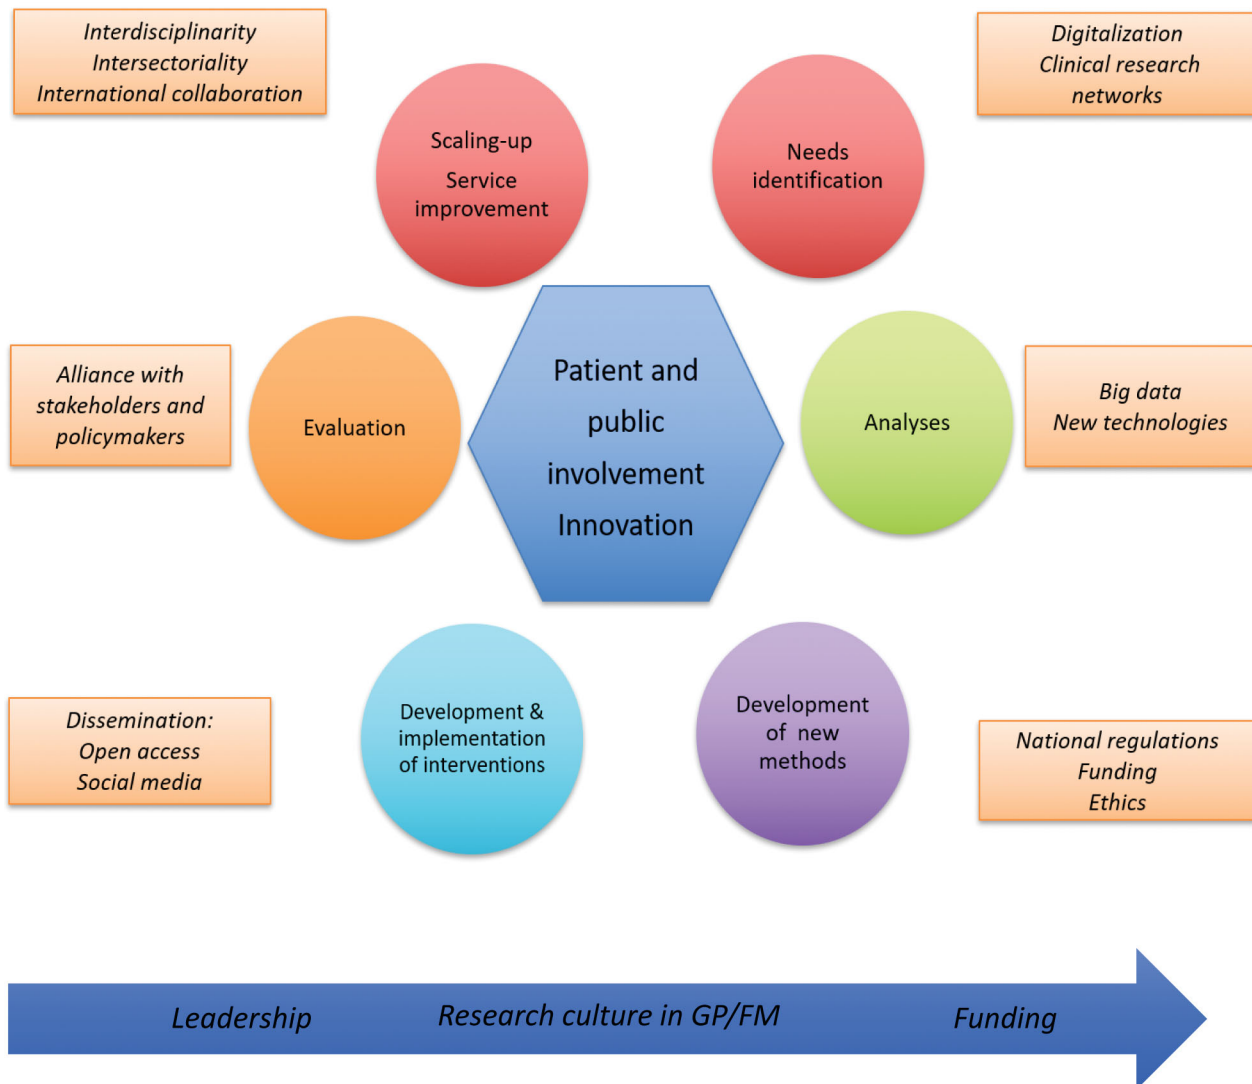 Interdisciplinarity
Intersectoriality
International collaboration
Digitalization
Clinical research
networks
Scaling-up
Service
improvement
Needs
identification
Alliance with
stakeholders and
policymakers
Evaluation
Patient and
public
involvement
Innovation
Analyses
Big data
New technologies
Dissemination:
Open access
Social media
Development &
implementation
of interventions
Development
of new
methods
National regulations
Funding
Ethics
Leadership
Research culture in GP/FM
Funding